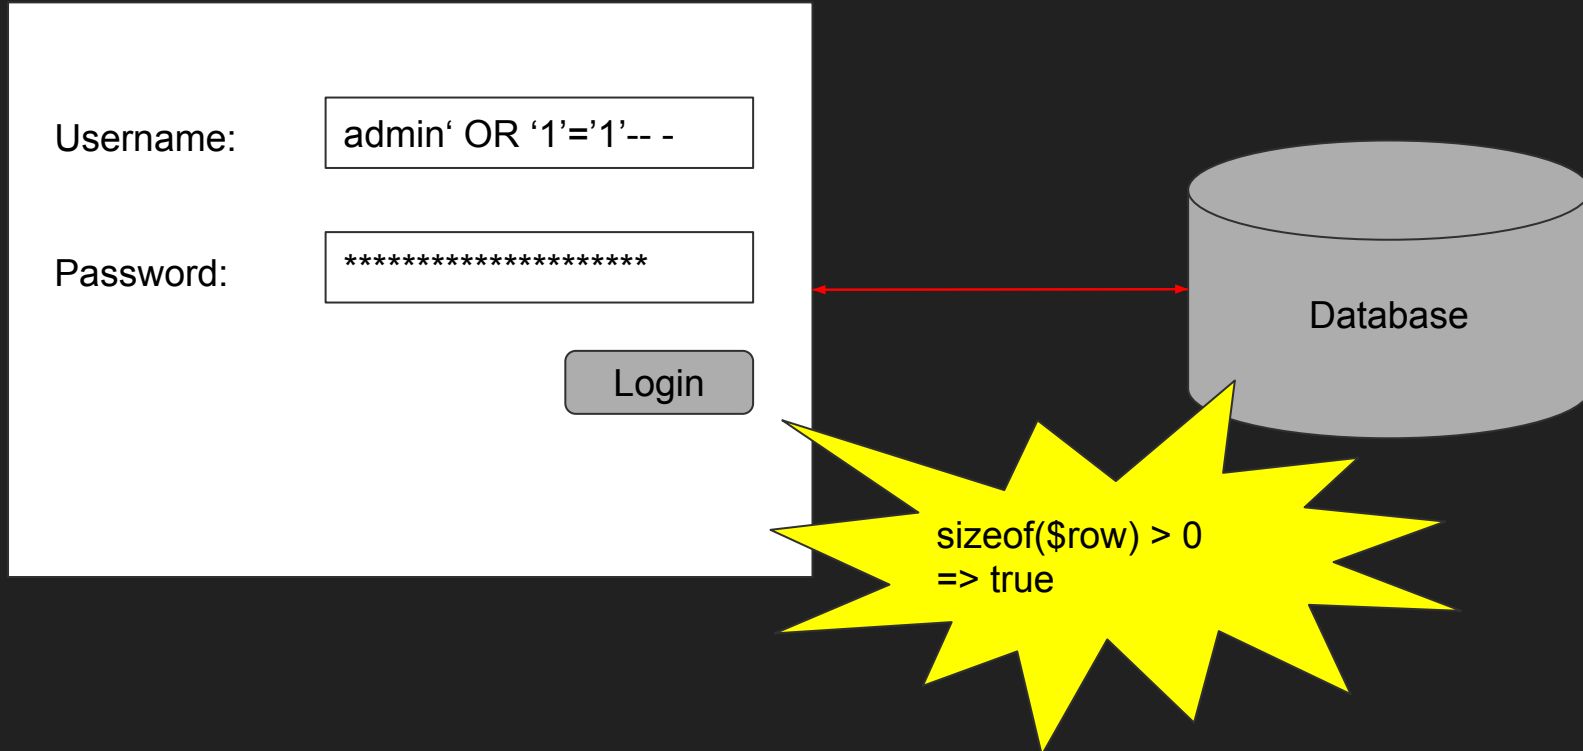 Username:
admin‘ OR ‘1’=’1’-- -
Password:
*********************
Login
Database
sizeof($row) > 0
=> true